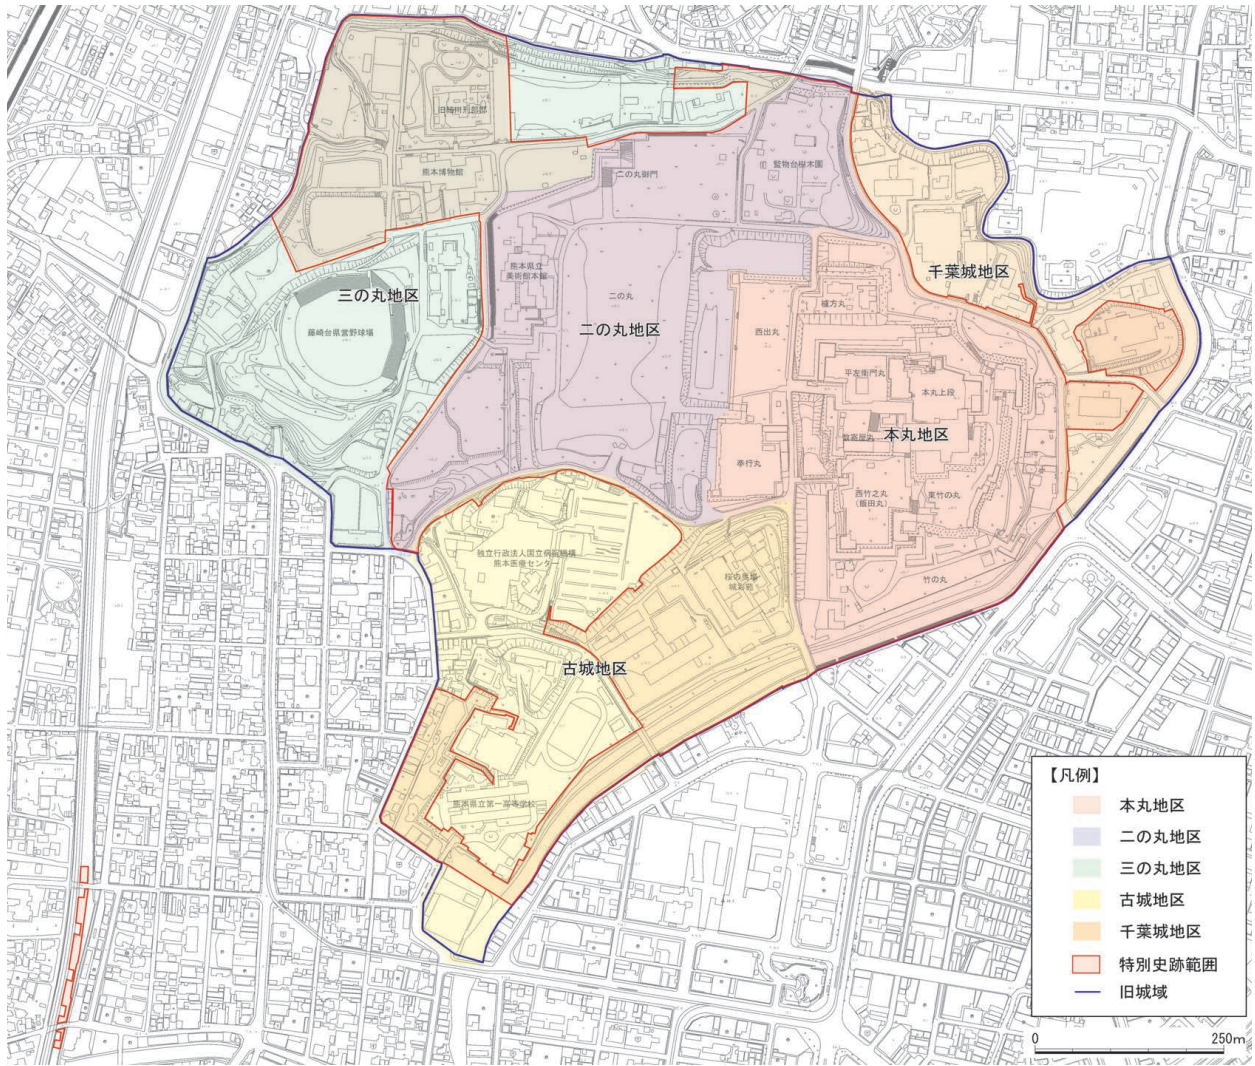 旧細川刑部邸
熊本博物館
監物台樹木園
二の丸御門
千葉城地区
熊本県立
美術館本館
三の丸地区
二の丸
藤崎台県営野球場
二の丸地区
西出丸
櫨方丸
平左衛門丸
本丸上段
数寄屋丸
本丸地区
奉行丸
西竹之丸
(飯田丸)
東竹の丸
独立行政法人国立病院機構
熊本医療センター
桜の馬場
城彩苑
竹の丸
古城地区
熊本県立第一高等学校
【凡例】
本丸地区
二の丸地区
三の丸地区
古城地区
千葉城地区
特別史跡範囲
旧城域
0 250m